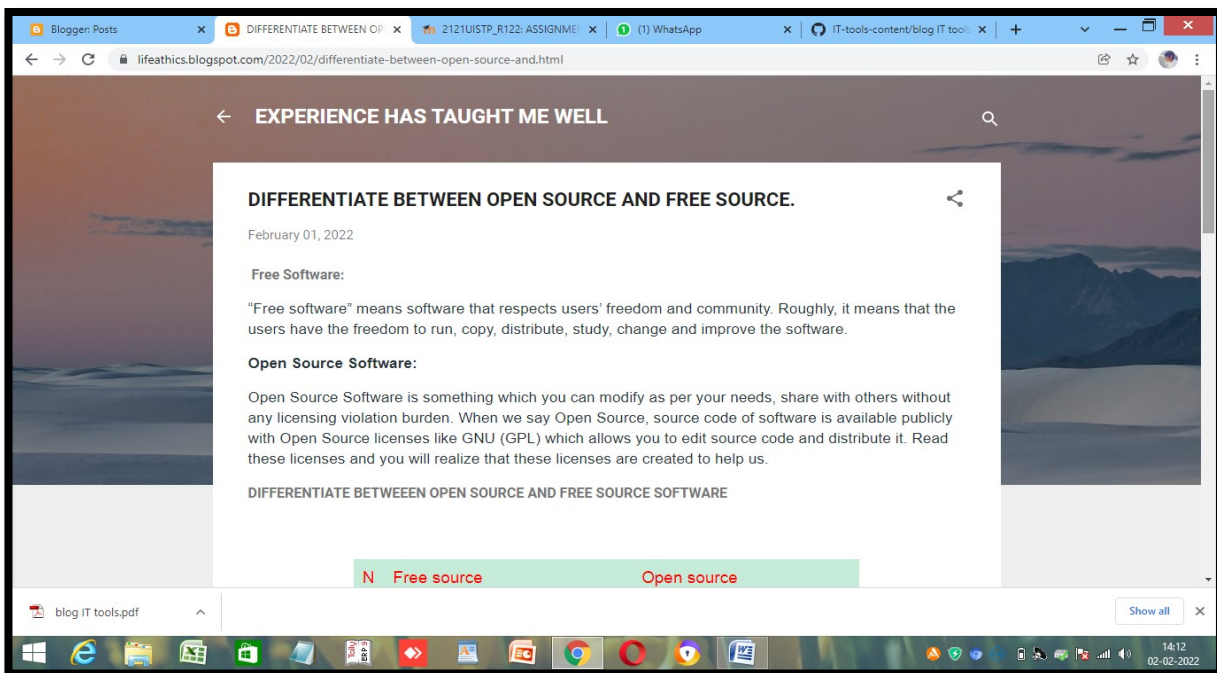 Blogger: Posts
DIFFERENTIATE BETWEEN OP
2121UISTP_R122: ASSIGNME
(1) WhatsApp
IT-tools-content/blog IT tools
lifeathics.blogspot.com/2022/02/differentiate-between-open-source-and.html
EXPERIENCE HAS TAUGHT ME WELL
DIFFERENTIATE BETWEEN OPEN SOURCE AND FREE SOURCE.
February 01, 2022
Free Software:
“Free software” means software that respects users’ freedom and community. Roughly, it means that the
users have the freedom to run, copy, distribute, study, change and improve the software.
Open Source Software:
Open Source Software is something which you can modify as per your needs, share with others without
any licensing violation burden. When we say Open Source, source code of software is available publicly
with Open Source licenses like GNU (GPL) which allows you to edit source code and distribute it. Read
these licenses and you will realize that these licenses are created to help us.
DIFFERENTIATE BETWEEEN OPEN SOURCE AND FREE SOURCE SOFTWARE
N Free source Open source
blog IT tools.pdf
Show all
Tally
ERP 9
14:12
02-02-2022